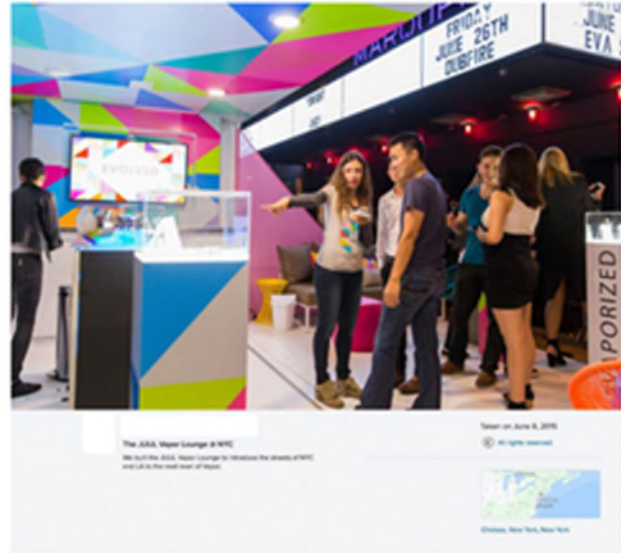 MARQUEE
FRIDAY
JUNE 26TH
DUBFIRE
JUNE
EVA
EVOLVED
VAPORIZED
The JUUL Vapor Lounge @ NYC
We built the JUUL Vapor Lounge to introduce the streets of NYC
and LA to the next level of Vapor.
Taken on June 8, 2015
All rights reserved
Chelsea, New York, New York